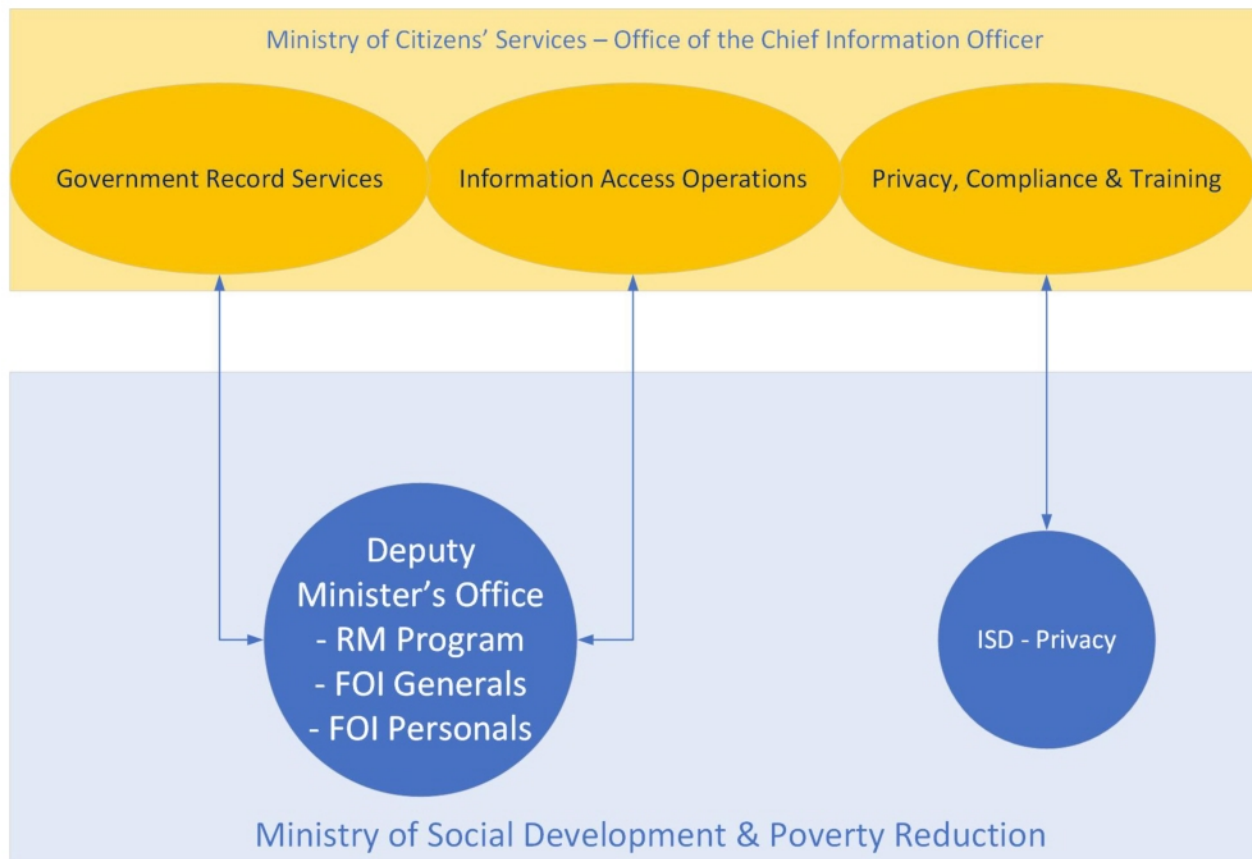 Ministry of Citizens’ Services – Office of the Chief Information Officer
Government Record Services
Information Access Operations
Privacy, Compliance & Training
Deputy
Minister’s Office
- RM Program
- FOI Generals
- FOI Personals
ISD - Privacy
Ministry of Social Development & Poverty Reduction